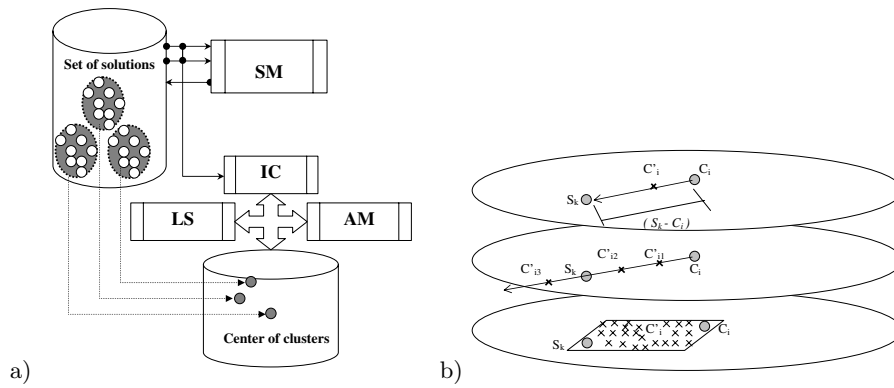 Set of solutions
SM
IC
LS
AM
Center of clusters
a)
C'i
Ci
Sk
( Sk - Ci )
C'i3
Sk
C'i2
C'i1
Ci
C'i
Ci
Sk
b)